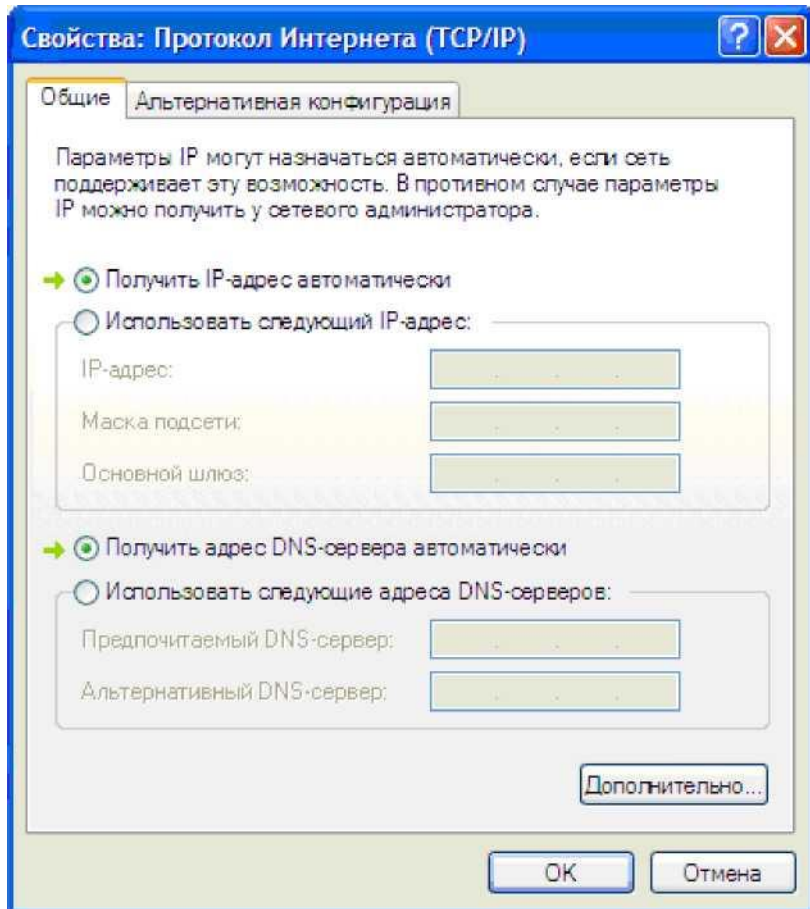 Свойства: Протокол Интернета (TCP/IP)
Общие
Альтернативная конфигурация
Параметры IP могут назначаться автоматически, если сеть
поддерживает эту возможность. В противном случае параметры
IP можно получить у сетевого администратора.
Получить IP-адрес автоматически
Использовать следующий IP-адрес:
IP-адрес:
Маска подсети:
Основной шлюз:
Получить адрес DNS-сервера автоматически
Использовать следующие адреса DNS-серверов:
Предпочитаемый DNS-сервер:
Альтернативный DNS-сервер:
Дополнительно...
OK
Отмена